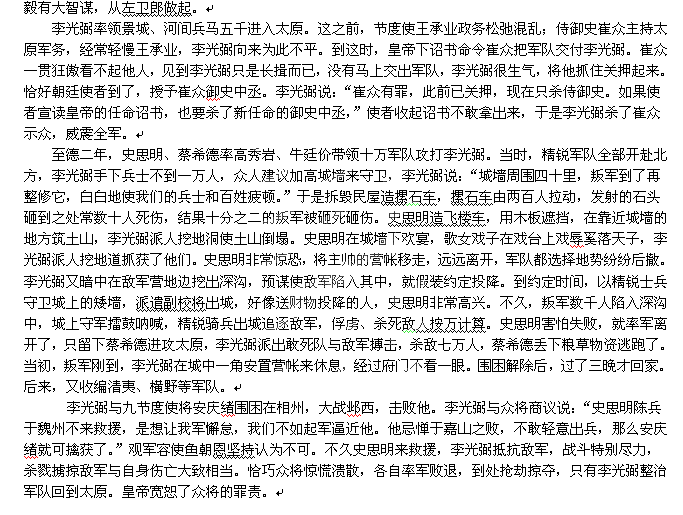 毅有大智谋，从左卫郎做起。
李光弼率领景城、河间兵马五千进入太原。这之前，节度使王承业政务松弛混乱；侍御史崔众主持太
原军务，经常轻慢王承业，李光弼向来为此不平。到这时，皇帝下诏书命令崔众把军队交付李光弼。崔众
一贯狂傲看不起他人，见到李光弼只是长揖而已，没有马上交出军队，李光弼很生气，将他抓住关押起来。
恰好朝廷使者到了，授予崔众御史中丞。李光弼说：“崔众有罪，此前已关押，现在只杀侍御史。如果使
者宣读皇帝的任命诏书，也要杀了新任命的御史中丞，”使者收起诏书不敢拿出来，于是李光弼杀了崔众
示众，威震全军。
至德二年，史思明、蔡希德率高秀岩、牛廷价带领十万军队攻打李光弼。当时，精锐军队全部开赴北
方，李光弼手下兵士不到一万人，众人建议加高城墙来守卫，李光弼说：“城墙周围四十里，叛军到了再
整修它，白白地使我们的兵士和百姓疲顿。”于是拆毁民屋造擂石车，擂石车由两百人拉动，发射的石头
砸到之处常数十人死伤，结果十分之二的叛军被砸死砸伤。史思明造飞楼车，用木板遮挡，在靠近城墙的
地方筑土山，李光弼派人挖地洞使土山倒塌。史思明在城墙下欢宴，歌女戏子在戏台上戏辱奚落天子，李
光弼派人挖地道抓获了他们。史思明非常惊恐，将主帅的营帐移走，远远离开，军队都选择地势纷纷后撤。
李光弼又暗中在敌军营地边挖出深沟，预谋使敌军陷入其中，就假装约定投降。到约定时间，以精锐士兵
守卫城上的矮墙，派遣副校将出城，好像送财物投降的人，史思明非常高兴。不久，叛军数千人陷入深沟
中，城上守军擂鼓呐喊，精锐骑兵出城追逐敌军，俘虏、杀死敌人按万计算。史思明害怕失败，就率军离
开了，只留下蔡希德进攻太原，李光弼派出敢死队与敌军搏击，杀敌七万人，蔡希德丢下粮草物资逃跑了。
当初，叛军刚到，李光弼在城中一角安置营帐来休息，经过府门不看一眼。围困解除后，过了三晚才回家。
后来，又收编清夷、横野等军队。
李光弼与九节度使将安庆绪围困在相州，大战邺西，击败他。李光弼与众将商议说：“史思明陈兵
于魏州不来救援，是想让我军懈怠，我们不如起军逼近他。他忌惮于嘉山之败，不敢轻意出兵，那么安庆
绪就可擒获了。”观军容使鱼朝恩坚持认为不可。不久史思明来救援，李光弼抵抗敌军，战斗特别尽力，
杀戮擒掠敌军与自身伤亡大致相当。恰巧众将惊慌溃散，各自率军败退，到处抢劫掠夺，只有李光弼整治
军队回到太原。皇帝宽恕了众将的罪责。